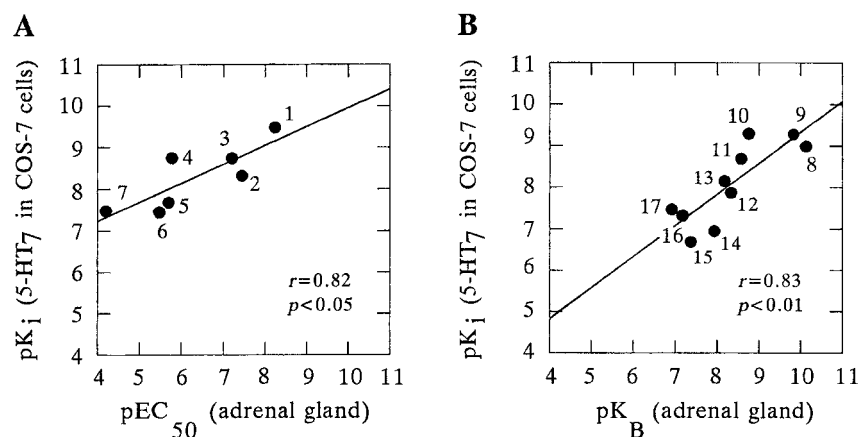 A
pKi (5-HT7 in COS-7 cells)
11
10
9
8
7
6
5
4
1
3
4
2
7
5
6
r=0.82
p<0.05
4 5 6 7 8 9 10 11
pEC50 (adrenal gland)
B
pKi (5-HT7 in COS-7 cells)
11
10
9
8
7
6
5
4
10
9
11
8
13
12
17
16
14
15
r=0.83
p<0.01
4 5 6 7 8 9 10 11
pKB (adrenal gland)